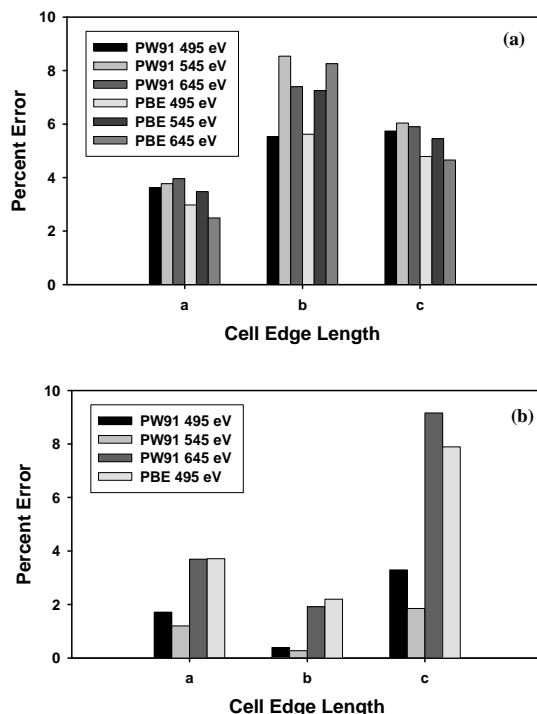 10
8
6
4
2
0
Percent Error
(a)
PW91 495 eV
PW91 545 eV
PW91 645 eV
PBE 495 eV
PBE 545 eV
PBE 645 eV
a b c
Cell Edge Length
10
8
6
4
2
0
Percent Error
(b)
PW91 495 eV
PW91 545 eV
PW91 645 eV
PBE 495 eV
a b c
Cell Edge Length